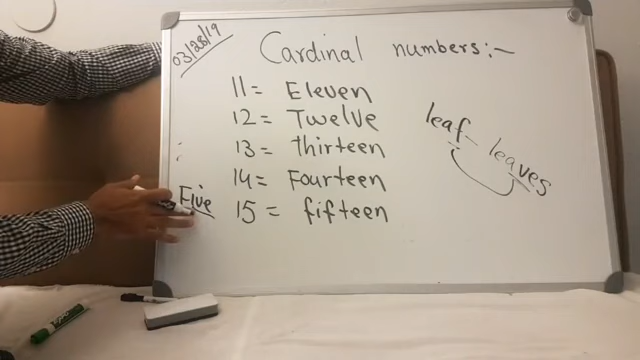 03/28/19
Cardinal numbers:-
11= Eleven
12= Twelve
13= Thirteen
14= Fourteen
Five 15= fifteen
leaf- leaves